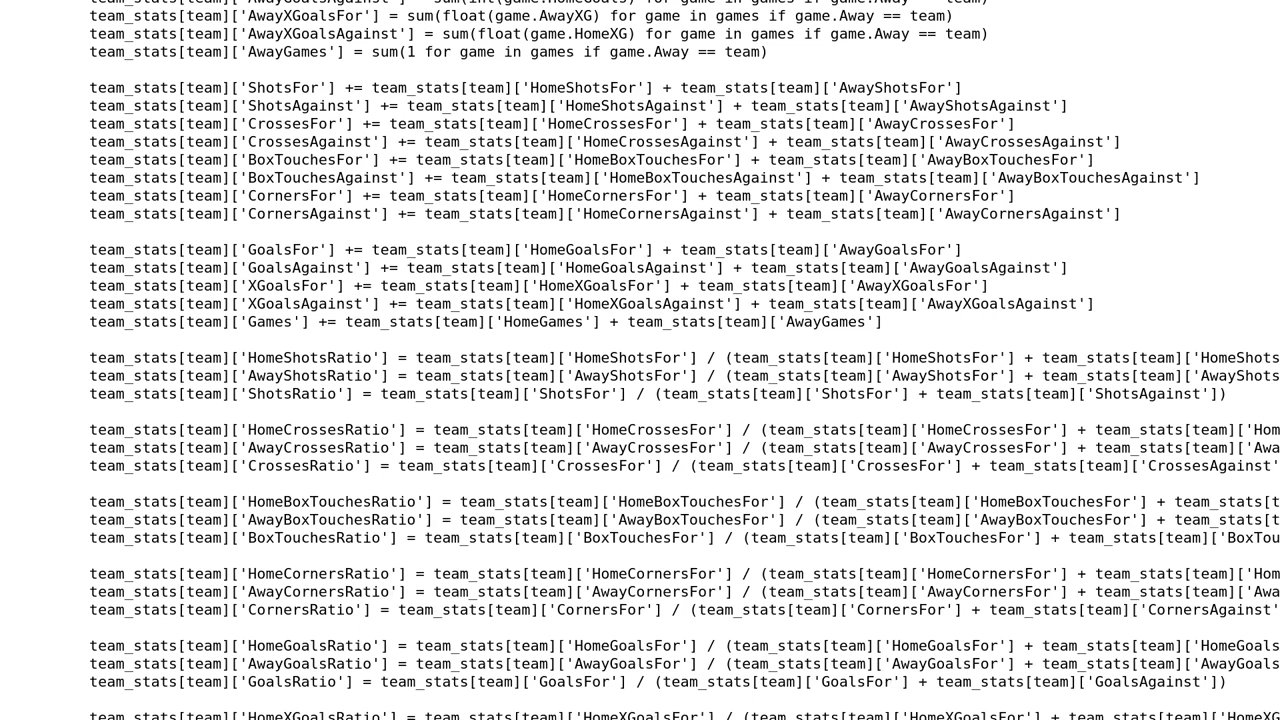 team_stats[team]['AwayXGoalsFor'] = sum(float(game.AwayXG) for game in games if game.Away == team)
team_stats[team]['AwayXGoalsAgainst'] = sum(float(game.HomeXG) for game in games if game.Away == team)
team_stats[team]['AwayGames'] = sum(1 for game in games if game.Away == team)
team_stats[team]['ShotsFor'] += team_stats[team]['HomeShotsFor'] + team_stats[team]['AwayShotsFor']
team_stats[team]['ShotsAgainst'] += team_stats[team]['HomeShotsAgainst'] + team_stats[team]['AwayShotsAgainst']
team_stats[team]['CrossesFor'] += team_stats[team]['HomeCrossesFor'] + team_stats[team]['AwayCrossesFor']
team_stats[team]['CrossesAgainst'] += team_stats[team]['HomeCrossesAgainst'] + team_stats[team]['AwayCrossesAgainst']
team_stats[team]['BoxTouchesFor'] += team_stats[team]['HomeBoxTouchesFor'] + team_stats[team]['AwayBoxTouchesFor']
team_stats[team]['BoxTouchesAgainst'] += team_stats[team]['HomeBoxTouchesAgainst'] + team_stats[team]['AwayBoxTouchesAgainst']
team_stats[team]['CornersFor'] += team_stats[team]['HomeCornersFor'] + team_stats[team]['AwayCornersFor']
team_stats[team]['CornersAgainst'] += team_stats[team]['HomeCornersAgainst'] + team_stats[team]['AwayCornersAgainst']
team_stats[team]['GoalsFor'] += team_stats[team]['HomeGoalsFor'] + team_stats[team]['AwayGoalsFor']
team_stats[team]['GoalsAgainst'] += team_stats[team]['HomeGoalsAgainst'] + team_stats[team]['AwayGoalsAgainst']
team_stats[team]['XGoalsFor'] += team_stats[team]['HomeXGoalsFor'] + team_stats[team]['AwayXGoalsFor']
team_stats[team]['XGoalsAgainst'] += team_stats[team]['HomeXGoalsAgainst'] + team_stats[team]['AwayXGoalsAgainst']
team_stats[team]['Games'] += team_stats[team]['HomeGames'] + team_stats[team]['AwayGames']
team_stats[team]['HomeShotsRatio'] = team_stats[team]['HomeShotsFor'] / (team_stats[team]['HomeShotsFor'] + team_stats[team]['HomeShots
team_stats[team]['AwayShotsRatio'] = team_stats[team]['AwayShotsFor'] / (team_stats[team]['AwayShotsFor'] + team_stats[team]['AwayShots
team_stats[team]['ShotsRatio'] = team_stats[team]['ShotsFor'] / (team_stats[team]['ShotsFor'] + team_stats[team]['ShotsAgainst'])
team_stats[team]['HomeCrossesRatio'] = team_stats[team]['HomeCrossesFor'] / (team_stats[team]['HomeCrossesFor'] + team_stats[team]['Hom
team_stats[team]['AwayCrossesRatio'] = team_stats[team]['AwayCrossesFor'] / (team_stats[team]['AwayCrossesFor'] + team_stats[team]['Awa
team_stats[team]['CrossesRatio'] = team_stats[team]['CrossesFor'] / (team_stats[team]['CrossesFor'] + team_stats[team]['CrossesAgainst'
team_stats[team]['HomeBoxTouchesRatio'] = team_stats[team]['HomeBoxTouchesFor'] / (team_stats[team]['HomeBoxTouchesFor'] + team_stats[t
team_stats[team]['AwayBoxTouchesRatio'] = team_stats[team]['AwayBoxTouchesFor'] / (team_stats[team]['AwayBoxTouchesFor'] + team_stats[t
team_stats[team]['BoxTouchesRatio'] = team_stats[team]['BoxTouchesFor'] / (team_stats[team]['BoxTouchesFor'] + team_stats[team]['BoxTou
team_stats[team]['HomeCornersRatio'] = team_stats[team]['HomeCornersFor'] / (team_stats[team]['HomeCornersFor'] + team_stats[team]['Hom
team_stats[team]['AwayCornersRatio'] = team_stats[team]['AwayCornersFor'] / (team_stats[team]['AwayCornersFor'] + team_stats[team]['Awa
team_stats[team]['CornersRatio'] = team_stats[team]['CornersFor'] / (team_stats[team]['CornersFor'] + team_stats[team]['CornersAgainst'
team_stats[team]['HomeGoalsRatio'] = team_stats[team]['HomeGoalsFor'] / (team_stats[team]['HomeGoalsFor'] + team_stats[team]['HomeGoals
team_stats[team]['AwayGoalsRatio'] = team_stats[team]['AwayGoalsFor'] / (team_stats[team]['AwayGoalsFor'] + team_stats[team]['AwayGoals
team_stats[team]['GoalsRatio'] = team_stats[team]['GoalsFor'] / (team_stats[team]['GoalsFor'] + team_stats[team]['GoalsAgainst'])